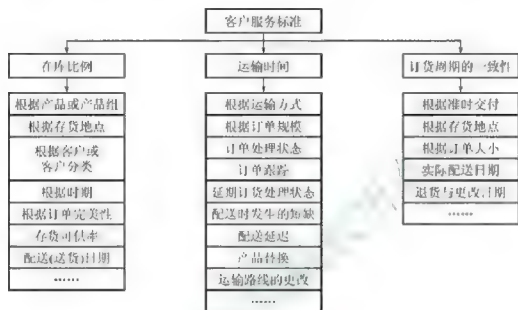 客户服务标准
在库比例
根据产品或产品组
根据存货地点
根据客户或
客户分类
根据时期
根据订单完美性
存货可供率
配送(送货)日期
……
运输时间
根据运输方式
根据订单规模
订单处理状态
订单跟踪
延期订货处理状态
配送时发生的短缺
配送延迟
产品替换
运输路线的更改
……
订货周期的一致性
根据准时交付
根据存货地点
根据订单大小
实际配送日期
退货与更改日期
……